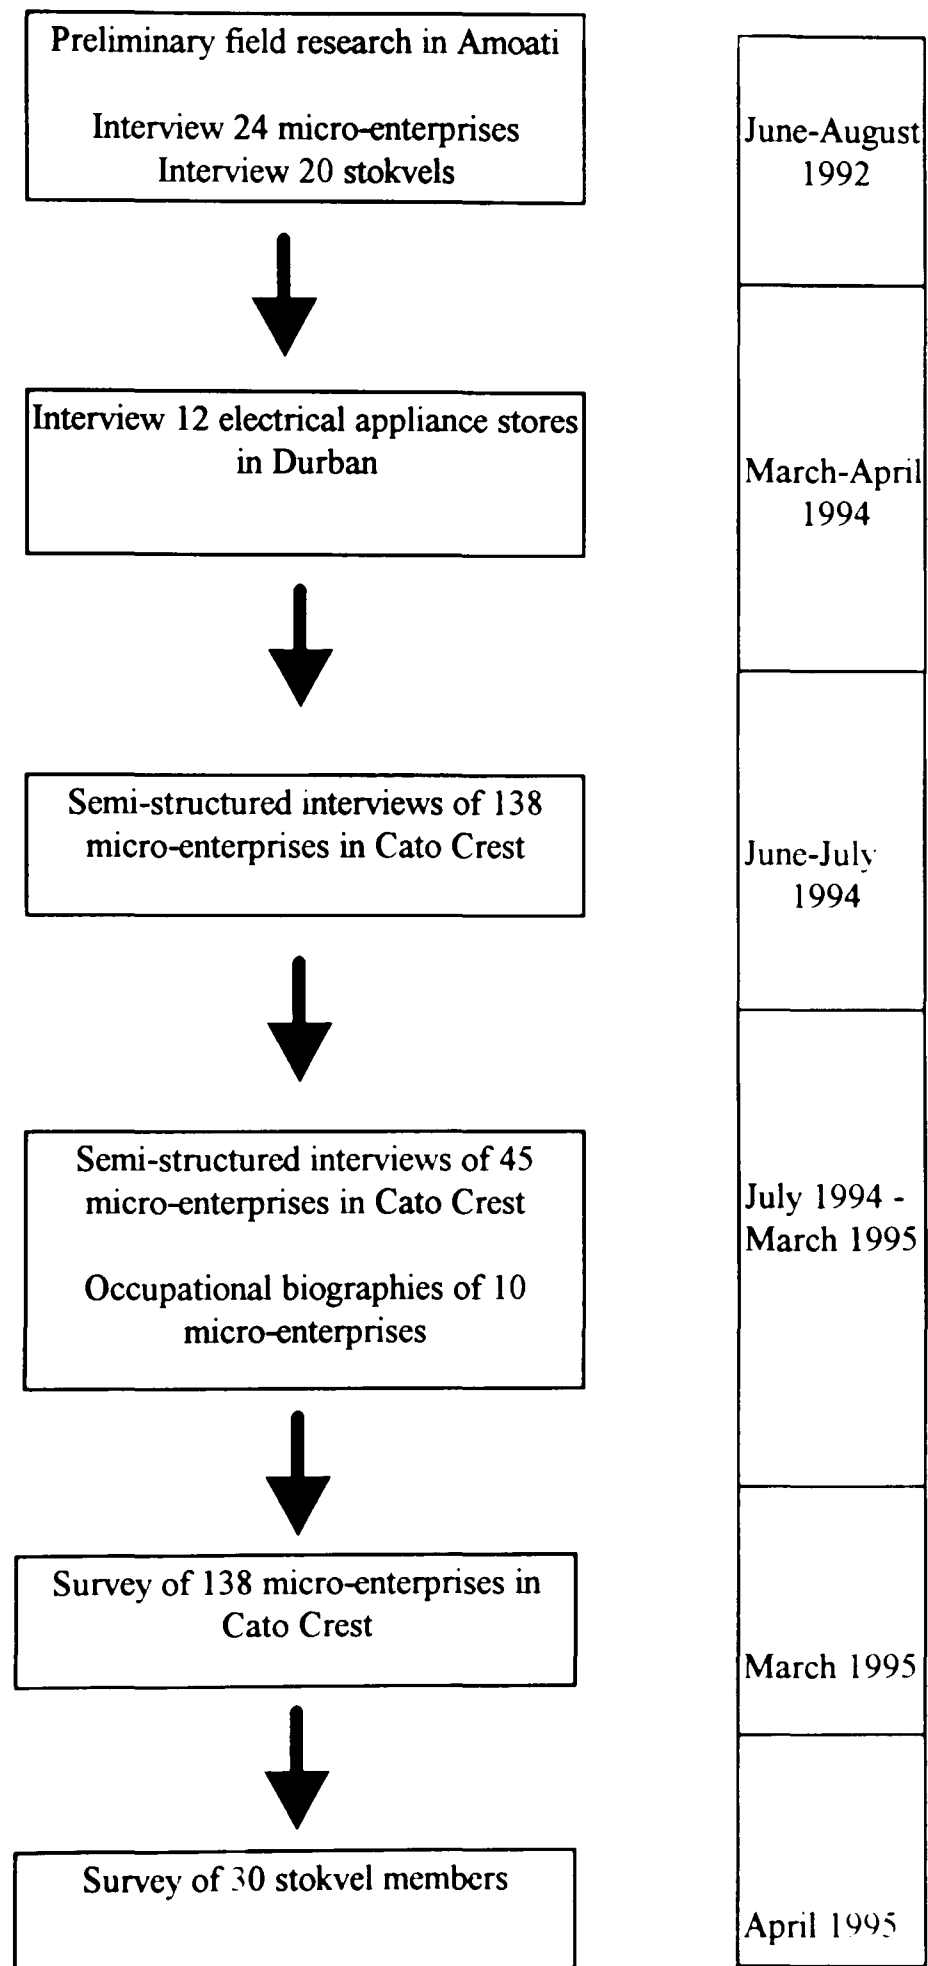 Preliminary field research in Amoati
Interview 24 micro-enterprises
Interview 20 stokvels
June-August
1992
Interview 12 electrical appliance stores
in Durban
March-April
1994
Semi-structured interviews of 138
micro-enterprises in Cato Crest
June-July
1994
Semi-structured interviews of 45
micro-enterprises in Cato Crest
Occupational biographies of 10
micro-enterprises
July 1994 -
March 1995
Survey of 138 micro-enterprises in
Cato Crest
March 1995
Survey of 30 stokvel members
April 1995